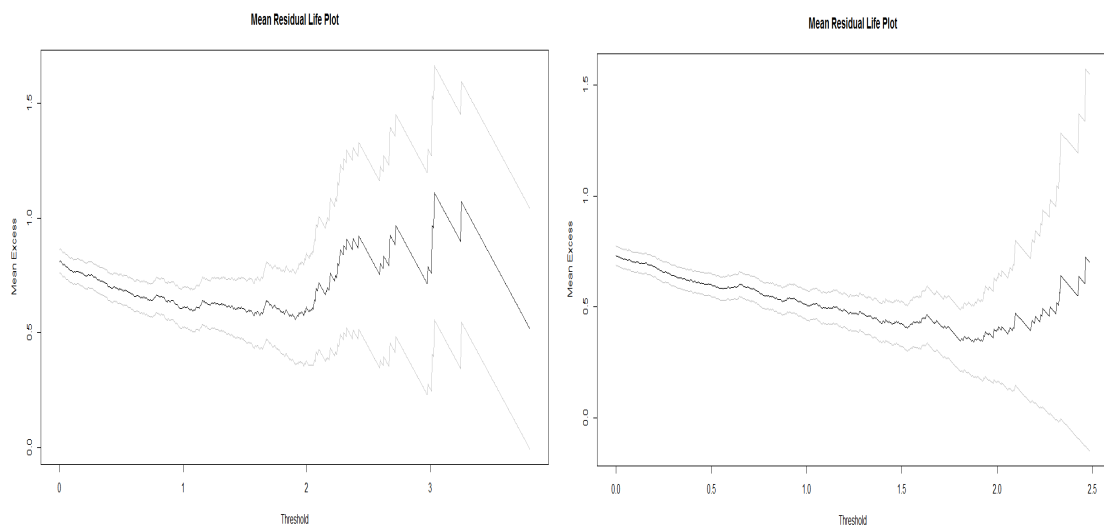 Mean Residual Life Plot
Mean Excess
1.5
1.0
0.5
0.0
0 1 2 3
Threshold
Mean Residual Life Plot
Mean Excess
1.5
1.0
0.5
0.0
0.0 0.5 1.0 1.5 2.0 2.5
Threshold